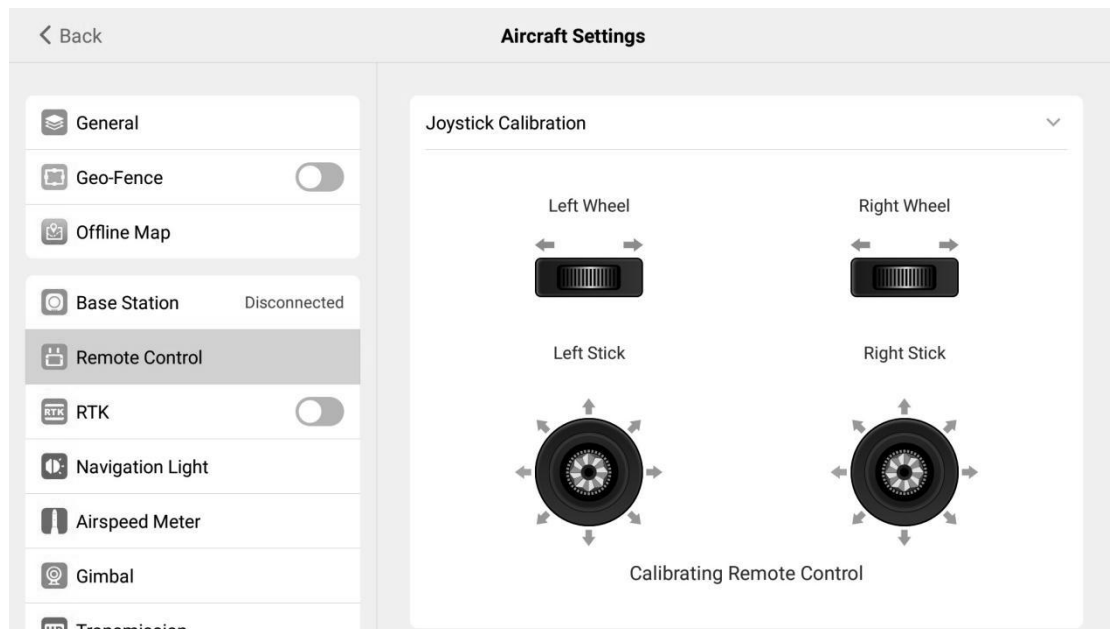 Back
Aircraft Settings
General
Geo-Fence
Offline Map
Base Station Disconnected
Remote Control
RTK RTK
Navigation Light
Airspeed Meter
Gimbal
Joystick Calibration
Left Wheel Right Wheel
Left Stick Right Stick
Calibrating Remote Control